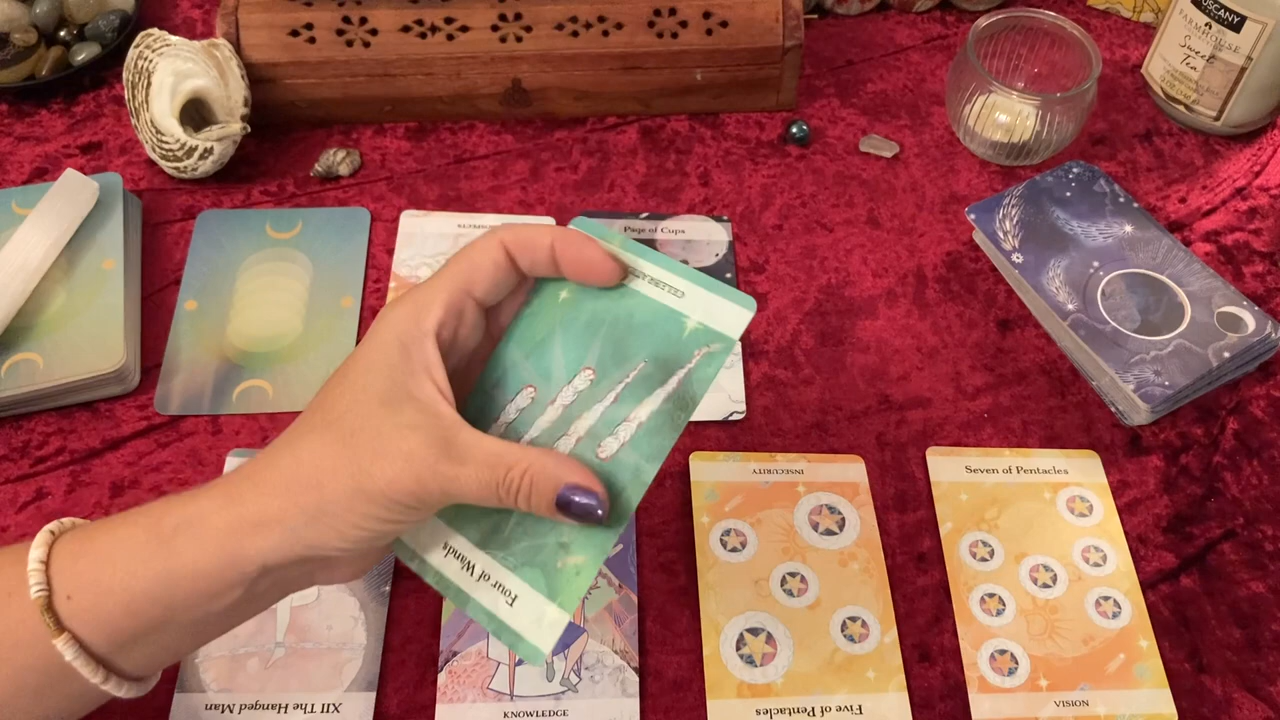 TUSCANY
FARMHOUSE
Sweet
Tea
Page of Cups
Four of Wands
INSECURITY
Five of Pentacles
Seven of Pentacles
VISION
XII The Hanged Man
KNOWLEDGE